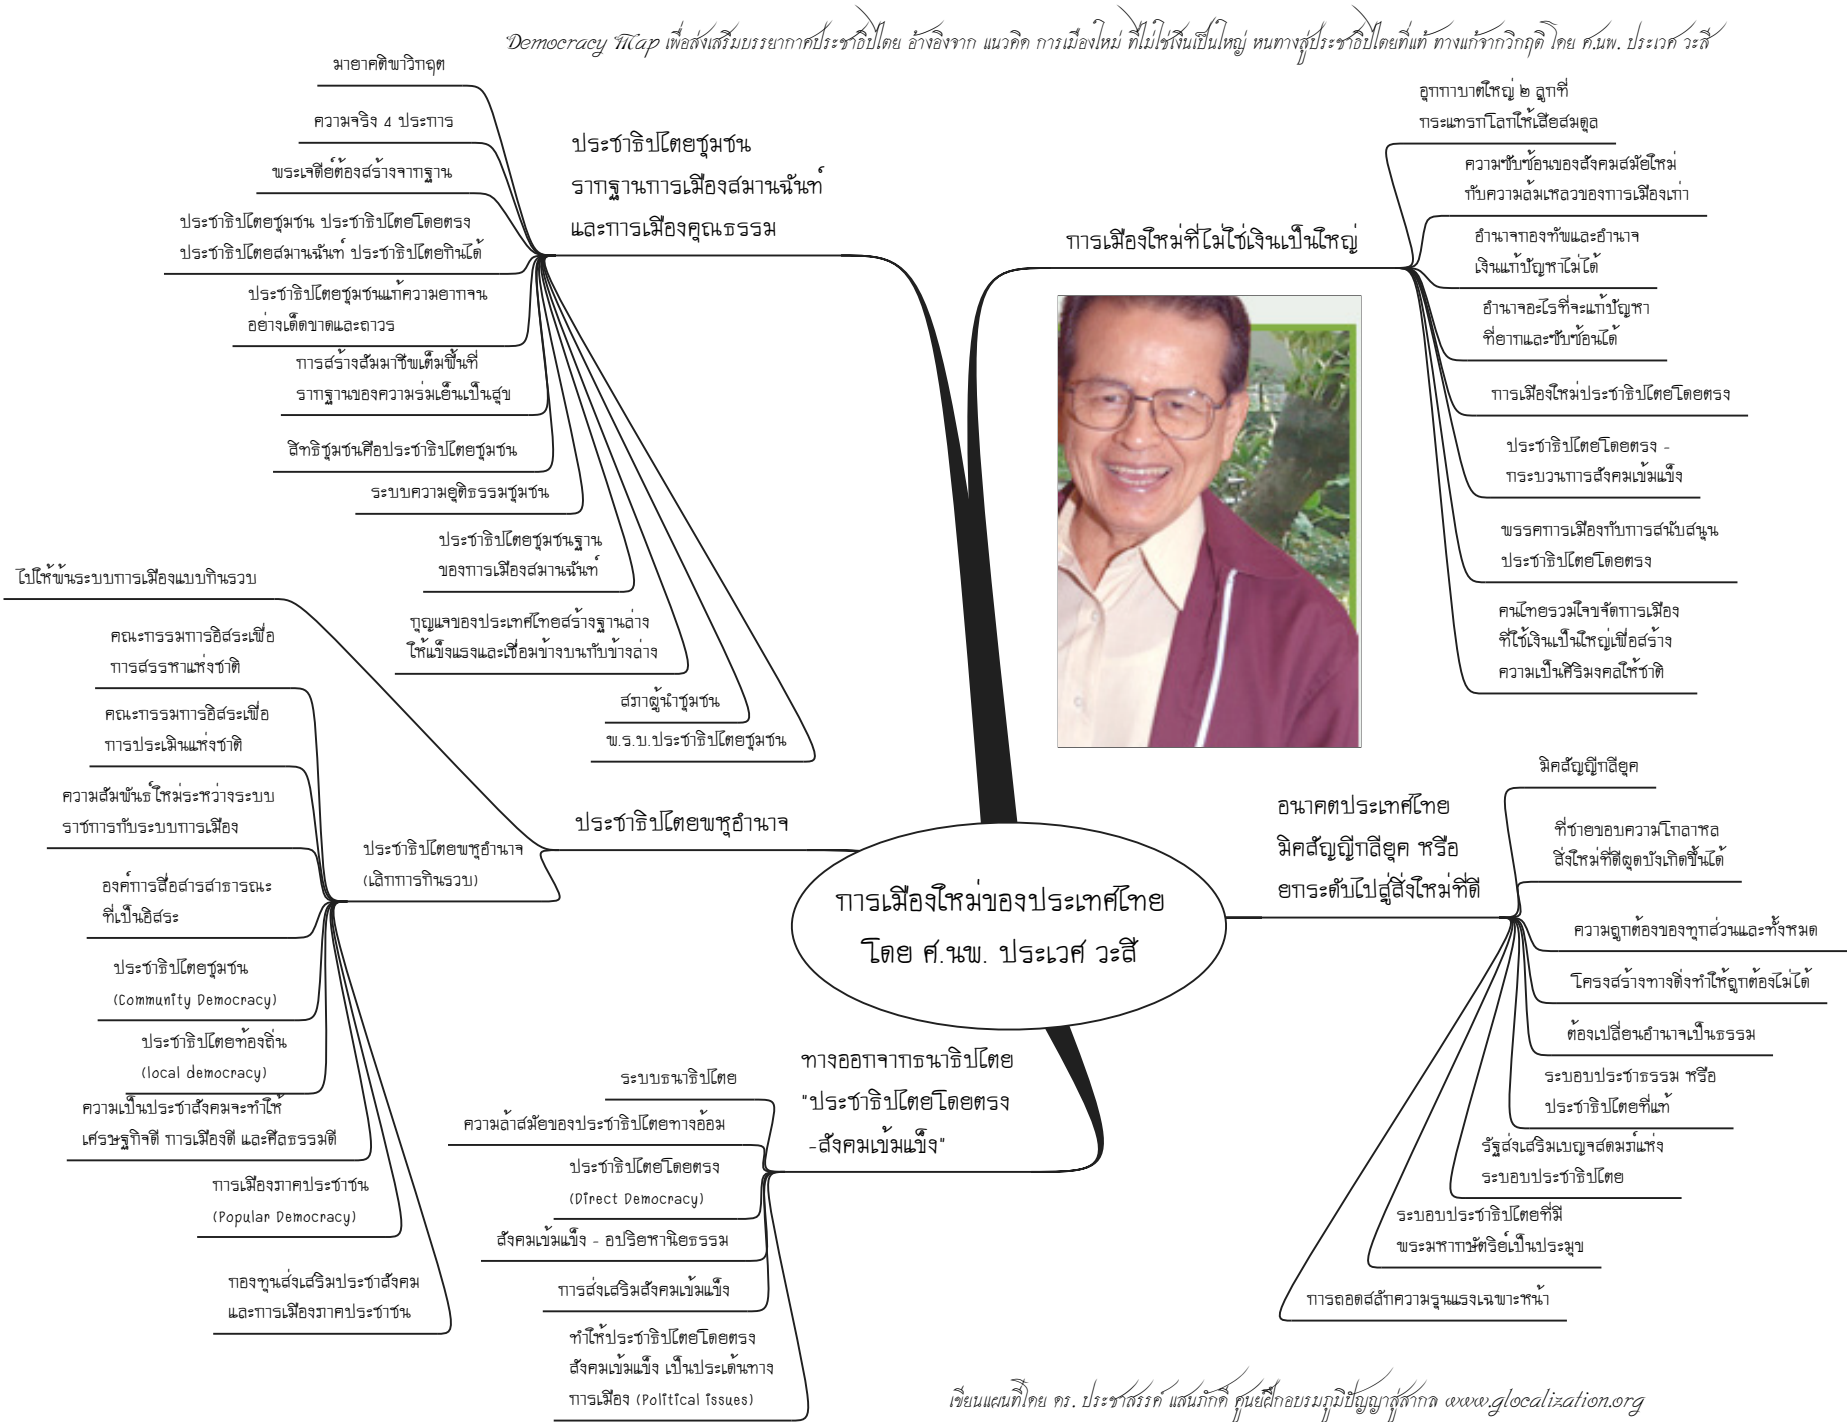 Democracy Map เพื่อส่งเสริมบรรยากาศประชาธิปไตย อ้างอิงจาก แนวคิด การเมืองใหม่ ที่ไม่ใช่เงินเป็นใหญ่ หนทางสู่ประชาธิปไตยที่แท้ ทางแก้จากวิกฤติ โดย ศ.นพ. ประเวศ วะสี
การเมืองใหม่ของประเทศไทย
โดย ศ.นพ. ประเวศ วะสี
การเมืองใหม่ที่ไม่ใช่เงินเป็นใหญ่
อุกกาบาตใหญ่ ๒ ลูกที่
กระแทรกโลกให้เสียสมดุล
ความซับซ้อนของสังคมสมัยใหม่
กับความล้มเหลวของการเมืองเก่า
อำนาจกองทัพและอำนาจ
เงินแก้ปัญหาไม่ได้
อำนาจอะไรที่จะแก้ปัญหา
ที่ยากและซับซ้อนได้
การเมืองใหม่ประชาธิปไตยโดยตรง
ประชาธิปไตยโดยตรง -
กระบวนการสังคมเข้มแข็ง
พรรคการเมืองกับการสนับสนุน
ประชาธิปไตยโดยตรง
คนไทยรวมใจขจัดการเมือง
ที่ใช้เงินเป็นใหญ่เพื่อสร้าง
ความเป็นศิริมงคลให้ชาติ
อนาคตประเทศไทย
มิคสัญญีกลียุค หรือ
ยกระดับไปสู่สิ่งใหม่ที่ดี
มิคสัญญีกลียุค
ที่ชายขอบความโกลาหล
สิ่งใหม่ที่ดีผุดบังเกิดขึ้นได้
ความถูกต้องของทุกส่วนและทั้งหมด
โครงสร้างทางดิ่งทำให้ถูกต้องไม่ได้
ต้องเปลี่ยนอำนาจเป็นธรรม
ระบอบประชาธรรม หรือ
ประชาธิปไตยที่แท้
รัฐส่งเสริมเบญจสดมภ์แห่ง
ระบอบประชาธิปไตย
ระบอบประชาธิปไตยที่มี
พระมหากษัตริย์เป็นประมุข
การถอดสลักความรุนแรงเฉพาะหน้า
ทางออกจากธนาธิปไตย
"ประชาธิปไตยโดยตรง
-สังคมเข้มแข็ง"
ระบบธนาธิปไตย
ความล้าสมัยของประชาธิปไตยทางอ้อม
ประชาธิปไตยโดยตรง
(Direct Democracy)
สังคมเข้มแข็ง - อปริยหานิยธรรม
การส่งเสริมสังคมเข้มแข็ง
ทำให้ประชาธิปไตยโดยตรง
สังคมเข้มแข็ง เป็นประเด้นทาง
การเมือง (Political issues)
ประชาธิปไตยพหุอำนาจ
ไปให้พ้นระบบการเมืองแบบกินรวบ
ประชาธิปไตยพหุอำนาจ
(เลิกการกินรวบ)
คณะกรรมการอิสระเพื่อ
การสรรหาแห่งชาติ
คณะกรรมการอิสระเพื่อ
การประเมินแห่งชาติ
ความสัมพันธ์ใหม่ระหว่างระบบ
ราชการกับระบบการเมือง
องค์การสื่อสารสาธารณะ
ที่เป็นอิสระ
ประชาธิปไตยชุมชน
(Community Democracy)
ประชาธิปไตยท้องถิ่น
(local democracy)
ความเป็นประชาสังคมจะทำให้
เศรษฐกิจดี การเมืองดี และศีลธรรมดี
การเมืองภาคประชาชน
(Popular Democracy)
กองทุนส่งเสริมประชาสังคม
และการเมืองภาคประชาชน
ประชาธิปไตยชุมชน
รากฐานการเมืองสมานฉันท์
และการเมืองคุณธรรม
มายาคติพาวิกฤต
ความจริง 4 ประการ
พระเจดีย์ต้องสร้างจากฐาน
ประชาธิปไตยชุมชน ประชาธิปไตยโดยตรง
ประชาธิปไตยสมานฉันท์ ประชาธิปไตยกินได้
ประชาธิปไตยชุมชนแก้ความยากจน
อย่างเด็ดขาดและถาวร
การสร้างสัมมาชีพเต็มพื้นที่
รากฐานของความร่มเย็นเป็นสุข
สิทธิชุมชนคือประชาธิปไตยชุมชน
ระบบความยุติธรรมชุมชน
ประชาธิปไตยชุมชนฐาน
ของการเมืองสมานฉันท์
กุญแจของประเทศไทยสร้างฐานล่าง
ให้แข็งแรงและเชื่อมข้างบนกับข้างล่าง
สภาผู้นำชุมชน
พ.ร.บ.ประชาธิปไตยชุมชน
เขียนแผนที่โดย ดร. ประชาสรรค์ แสนภักดี ศูนย์ฝึกอบรมภูมิปัญญาสู่สากล www.glocalization.org